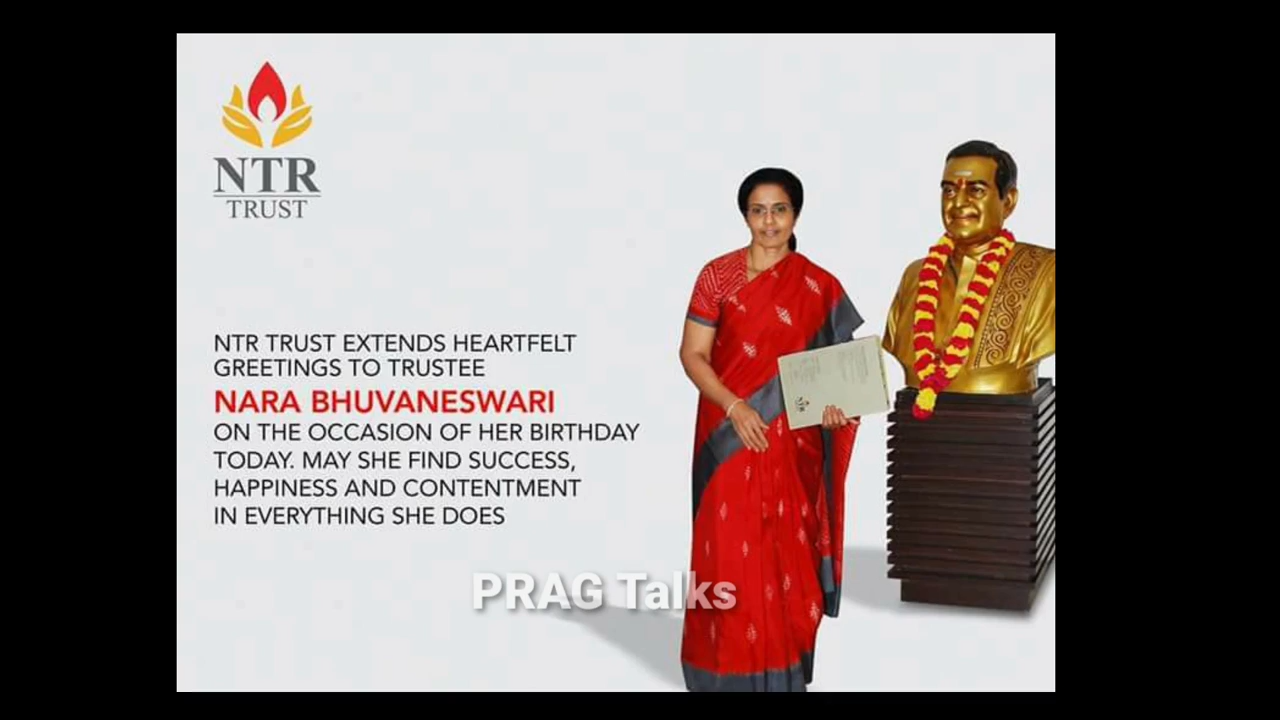 NTR
TRUST
NTR TRUST EXTENDS HEARTFELT
GREETINGS TO TRUSTEE
NARA BHUVANESWARI
ON THE OCCASION OF HER BIRTHDAY
TODAY. MAY SHE FIND SUCCESS,
HAPPINESS AND CONTENTMENT
IN EVERYTHING SHE DOES
PRAG Talks